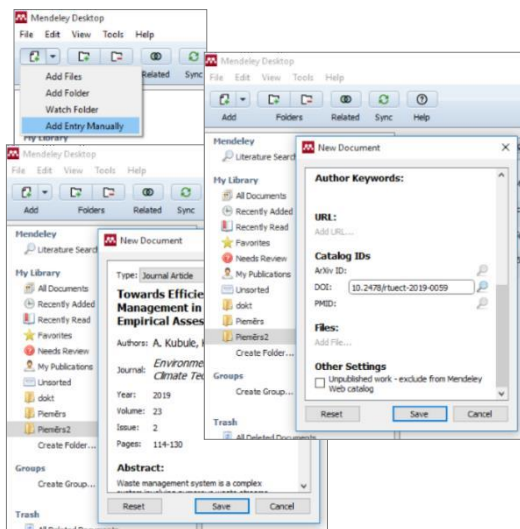 Mendeley Desktop
File Edit View Tools Help
Related Sync
Add Files
Add Folder
Watch Folder
Add Entry Manually
My Library
Mendeley Desktop
File Edit View Tools Help
Add Folders Related Sync Help
Mendeley
Literature Search
My Library
All Documents
Recently Added
Recently Read
Favorites
Needs Review
My Publications
Unsorted
dokt
Piemērs
Piemērs2
Create Folder...
Groups
Create Group...
Trash
All Deleted Documents
New Document
Author Keywords:
URL:
Add URL...
Catalog IDs
ArXiv ID:
DOI: 10.2478/rtuect-2019-0059
PMID:
Files:
Add File...
Other Settings
Unpublished work - exclude from Mendeley
Web catalog
Reset Save Cancel
Mendeley Desktop
File Edit View Tools Help
Add Folders Related Sync
Mendeley
Literature Search
My Library
All Documents
Recently Added
Recently Read
Favorites
Needs Review
My Publications
Unsorted
dokt
Piemērs
Piemērs2
Create Folder...
Groups
Create Group...
Trash
All Deleted Documents
New Document
Type: Journal Article
Towards Efficie
Management in
Empirical Asses
Authors: A. Kubule,
Journal: Environme
Climate Tec
Year: 2019
Volume: 23
Issue: 2
Pages: 114-130
Abstract:
Waste management system is a complex
system involving numerous waste streams
Reset Save Cancel